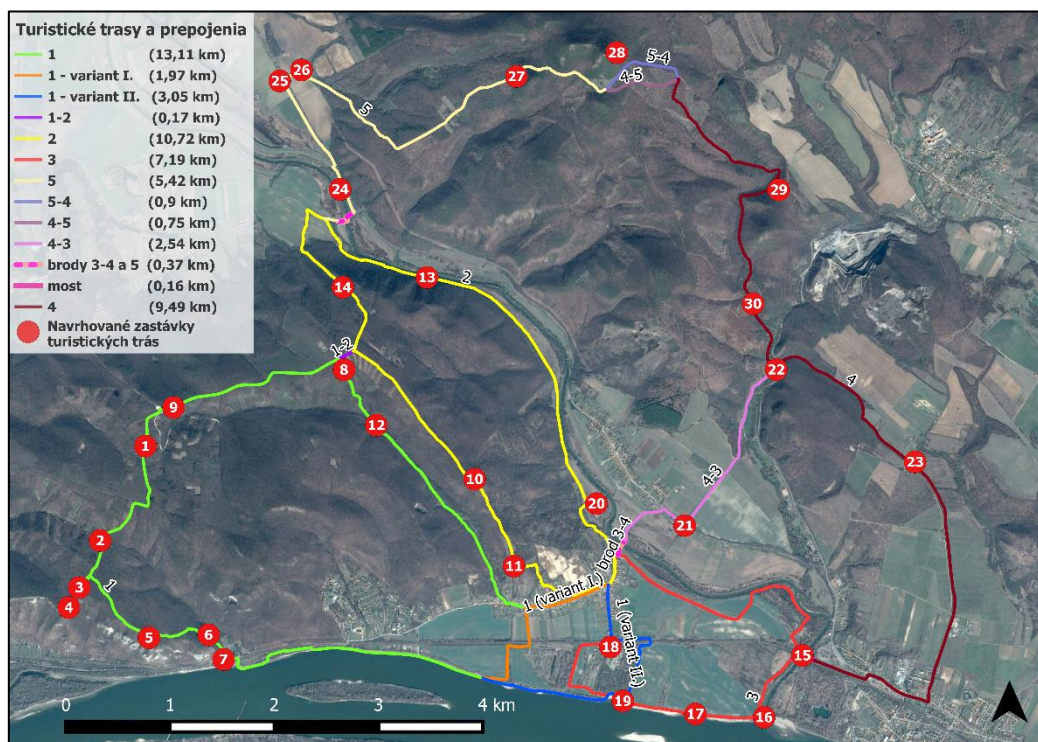 Turistické trasy a prepojenia
1 (13,11 km)
1 - variant I. (1,97 km)
1 - variant II. (3,05 km)
1-2 (0,17 km)
2 (10,72 km)
3 (7,19 km)
5 (5,42 km)
5-4 (0,9 km)
4-5 (0,75 km)
4-3 (2,54 km)
brody 3-4 a 5 (0,37 km)
most (0,16 km)
4 (9,49 km)
Navrhované zastávky
turistických trás
28
5-4
26
27
4-5
25
5
24
29
13
2
14
30
1-2
8
22
4
9
12
1
23
10
4-3
20
21
2
brod 3-4
11
3
1
1 (variant I.)
4
1 (variant II.)
5
6
18
15
7
3
19
17
16
0 1 2 4 km